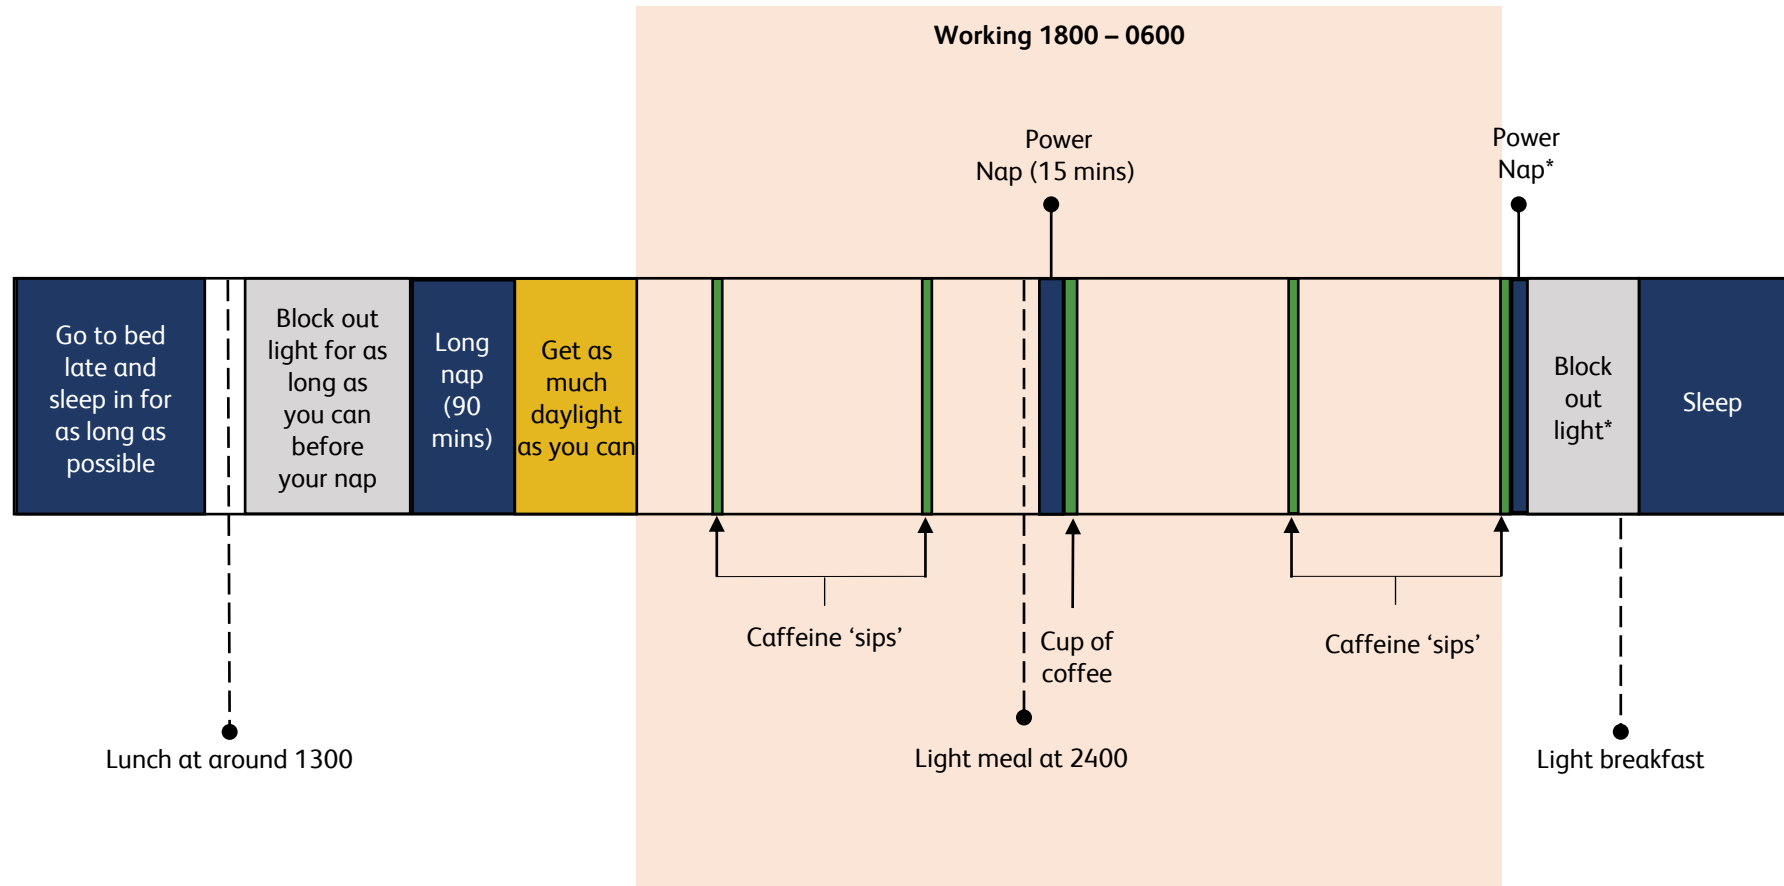 Working 1800 – 0600
Power
Nap (15 mins)
Power
Nap*
Go to bed
late and
sleep in for
as long as
possible
Block out
light for as
long as
you can
before
your nap
Long
nap
(90
mins)
Get as
much
daylight
as you can
Block
out
light*
Sleep
Caffeine ‘sips’
Cup of
coffee
Caffeine ‘sips’
Lunch at around 1300
Light meal at 2400
Light breakfast